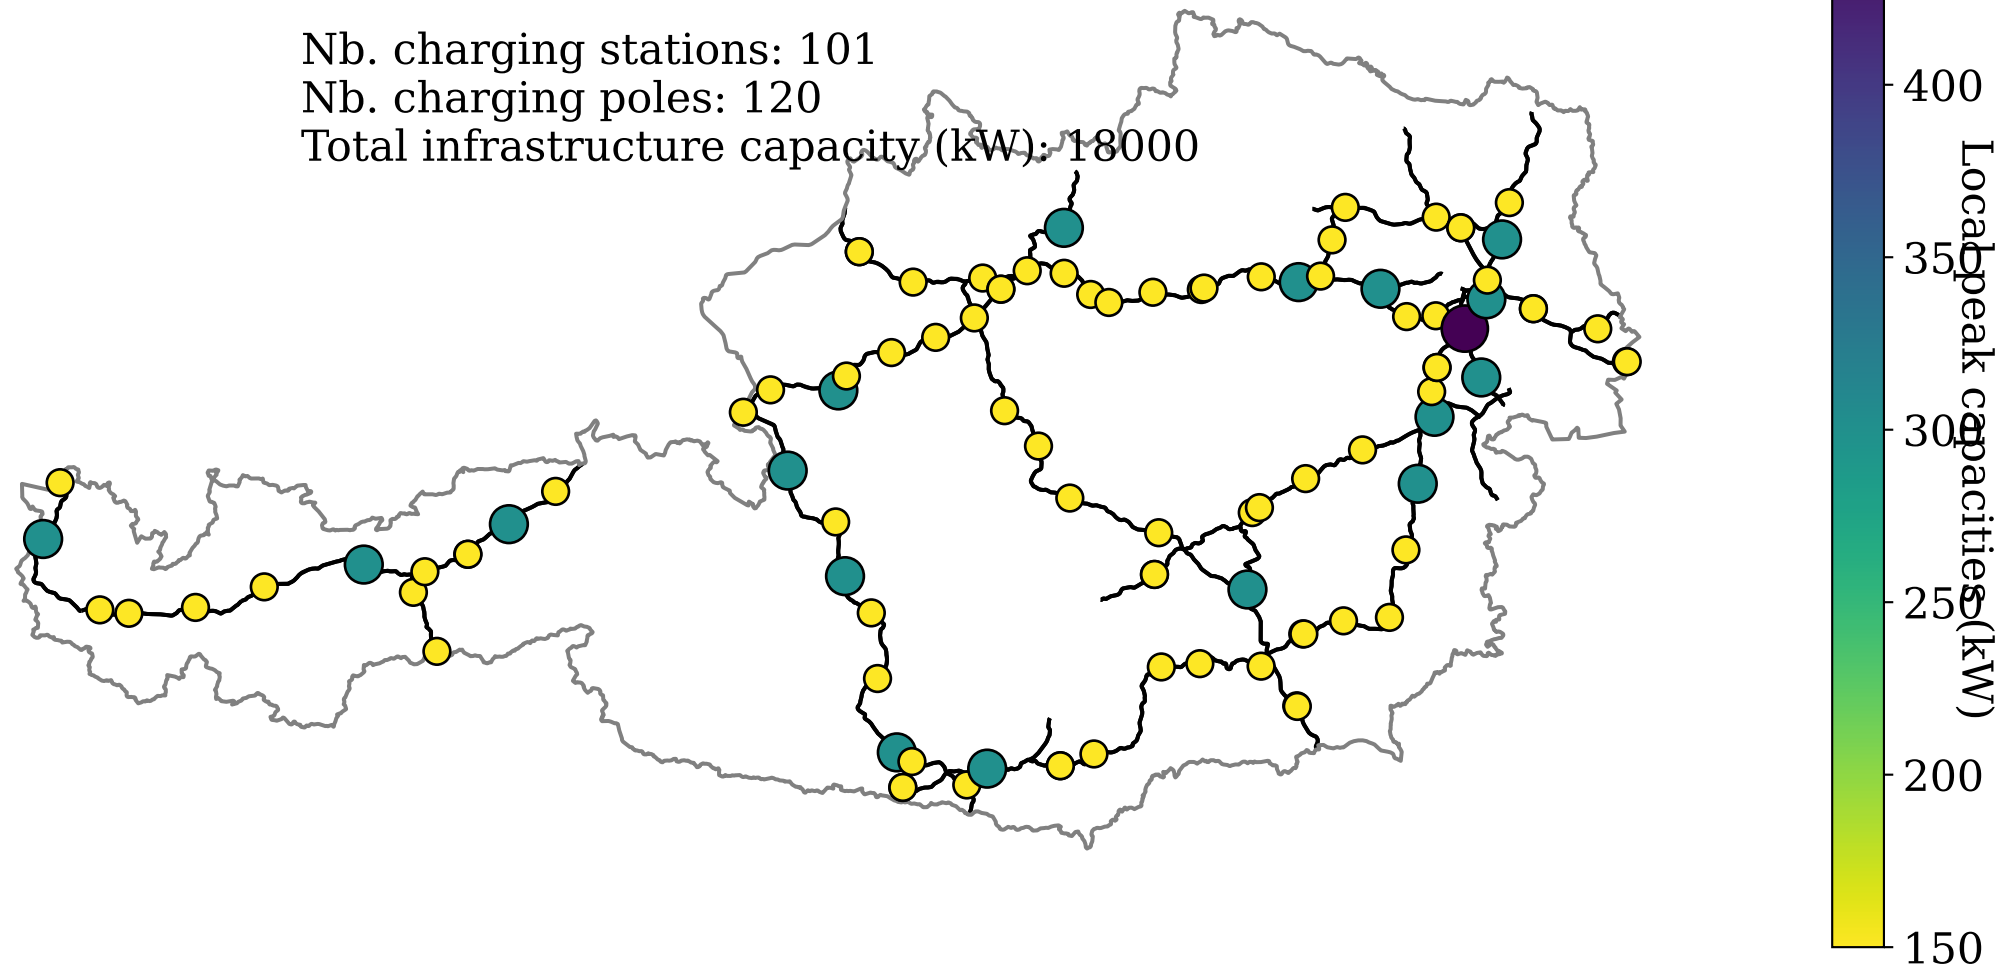 Nb. charging stations: 101
Nb. charging poles: 120
Total infrastructure capacity (kW): 18000
400
350
300
250
200
150
Local peak capacities (kW)